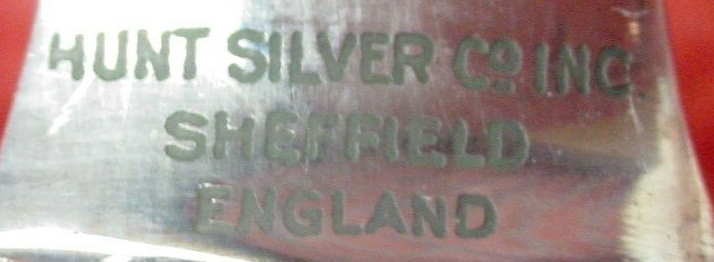 HUNT SILVER Cº INC.
SHEFFIELD
ENGLAND